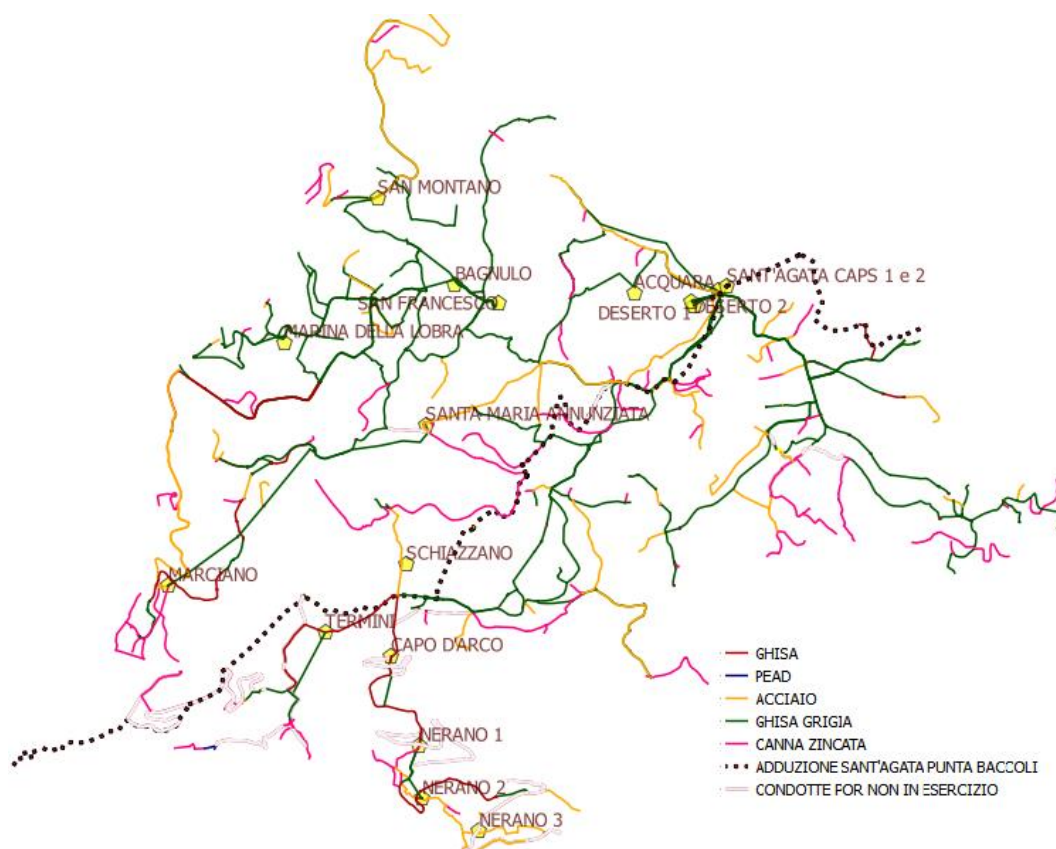 SAN MONTANO
BAGNULO
SAN FRANCESCO
MARINA DELLA LOBRA
ACQUARA
SANT'AGATA CAPS 1 e 2
DESERTO 1
DESERTO 2
SANTA MARIA ANNUNZIATA
SCHIAZZANO
MARCIANO
TERMINI
CAPO D'ARCO
NERANO 1
NERANO 2
NERANO 3
GHISA
PEAD
ACCIAIO
GHISA GRIGIA
CANNA ZINCATA
ADDUZIONE SANT'AGATA PUNTA BACCOLI
CONDOTTE FOR NON IN ESERCIZIO